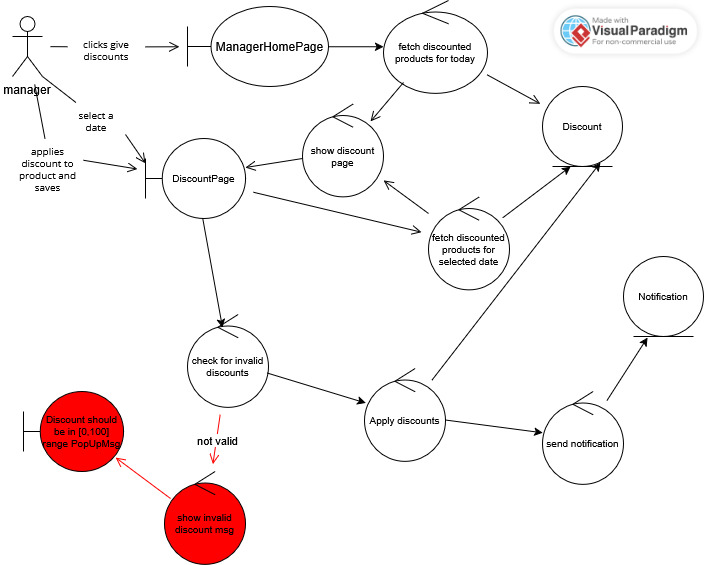 Made with
VisualParadigm
For non-commercial use
clicks give
discounts
ManagerHomePage
fetch discounted
products for today
manager
select a
date
applies
discount to
product and
saves
DiscountPage
show discount
page
Discount
fetch discounted
products for
selected date
Notification
check for invalid
discounts
Apply discounts
send notification
not valid
Discount should
be in [0,100]
range PopUpMsg
show invalid
discount msg